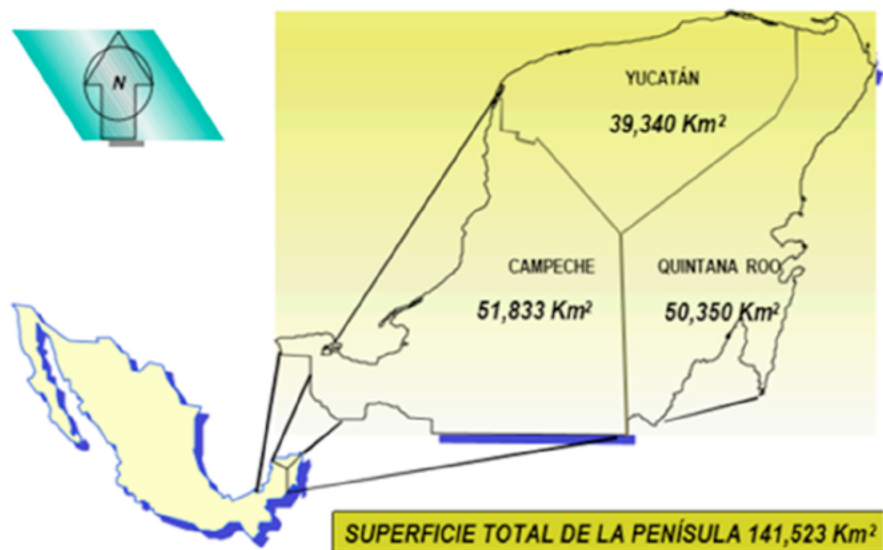 N
YUCATÁN
39,340 Km²
CAMPECHE
51,833 Km²
QUINTANA ROO
50,350 Km²
SUPERFICIE TOTAL DE LA PENÍSULA 141,523 Km²